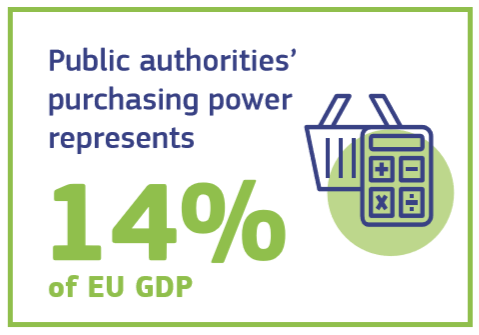 Public authorities’
purchasing power
represents
14%
of EU GDP